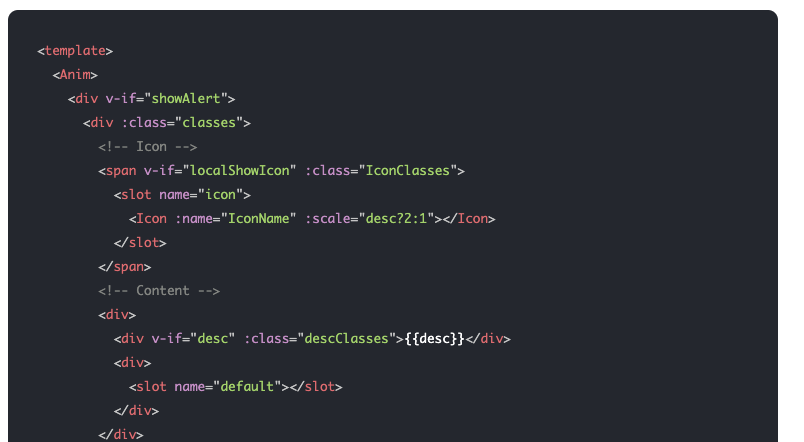 <template>
<Anim>
<div v-if="showAlert">
<div :class="classes">
<!-- Icon -->
<span v-if="localShowIcon" :class="IconClasses">
<slot name="icon">
<Icon :name="IconName" :scale="desc?2:1"></Icon>
</slot>
</span>
<!-- Content -->
<div>
<div v-if="desc" :class="descClasses">{{desc}}</div>
<div>
<slot name="default"></slot>
</div>
</div>